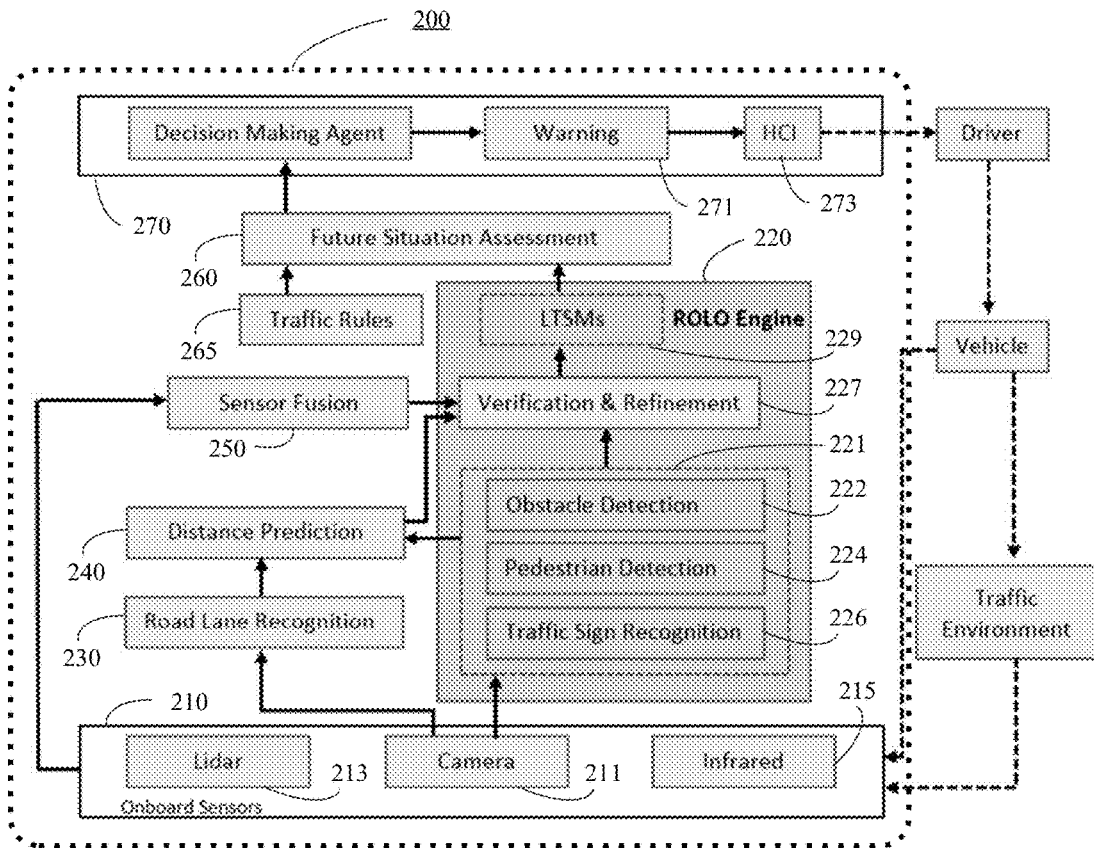 200
Decision Making Agent
Warning
HCI
Driver
270
271
273
Future Situation Assessment
260
220
Traffic Rules
265
LTSMs
ROLO Engine
229
Vehicle
Sensor Fusion
250
Verification & Refinement
227
221
Obstacle Detection
222
Distance Prediction
240
Pedestrian Detection
224
Road Lane Recognition
230
Traffic Sign Recognition
226
Traffic
Environment
210
215
Lidar
213
Camera
211
Infrared
Onboard Sensors